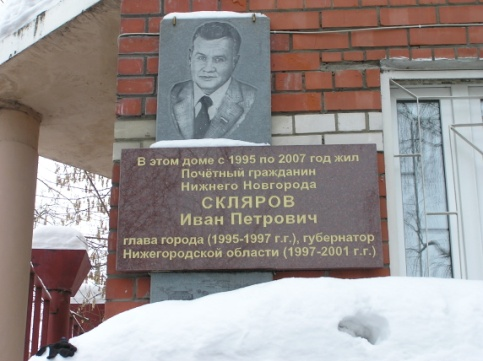 В этом доме с 1995 по 2007 год жил
Почётный гражданин
Нижнего Новгорода
СКЛЯРОВ
Иван Петрович
глава города (1995-1997 г.г.), губернатор
Нижегородской области (1997-2001 г.г.)